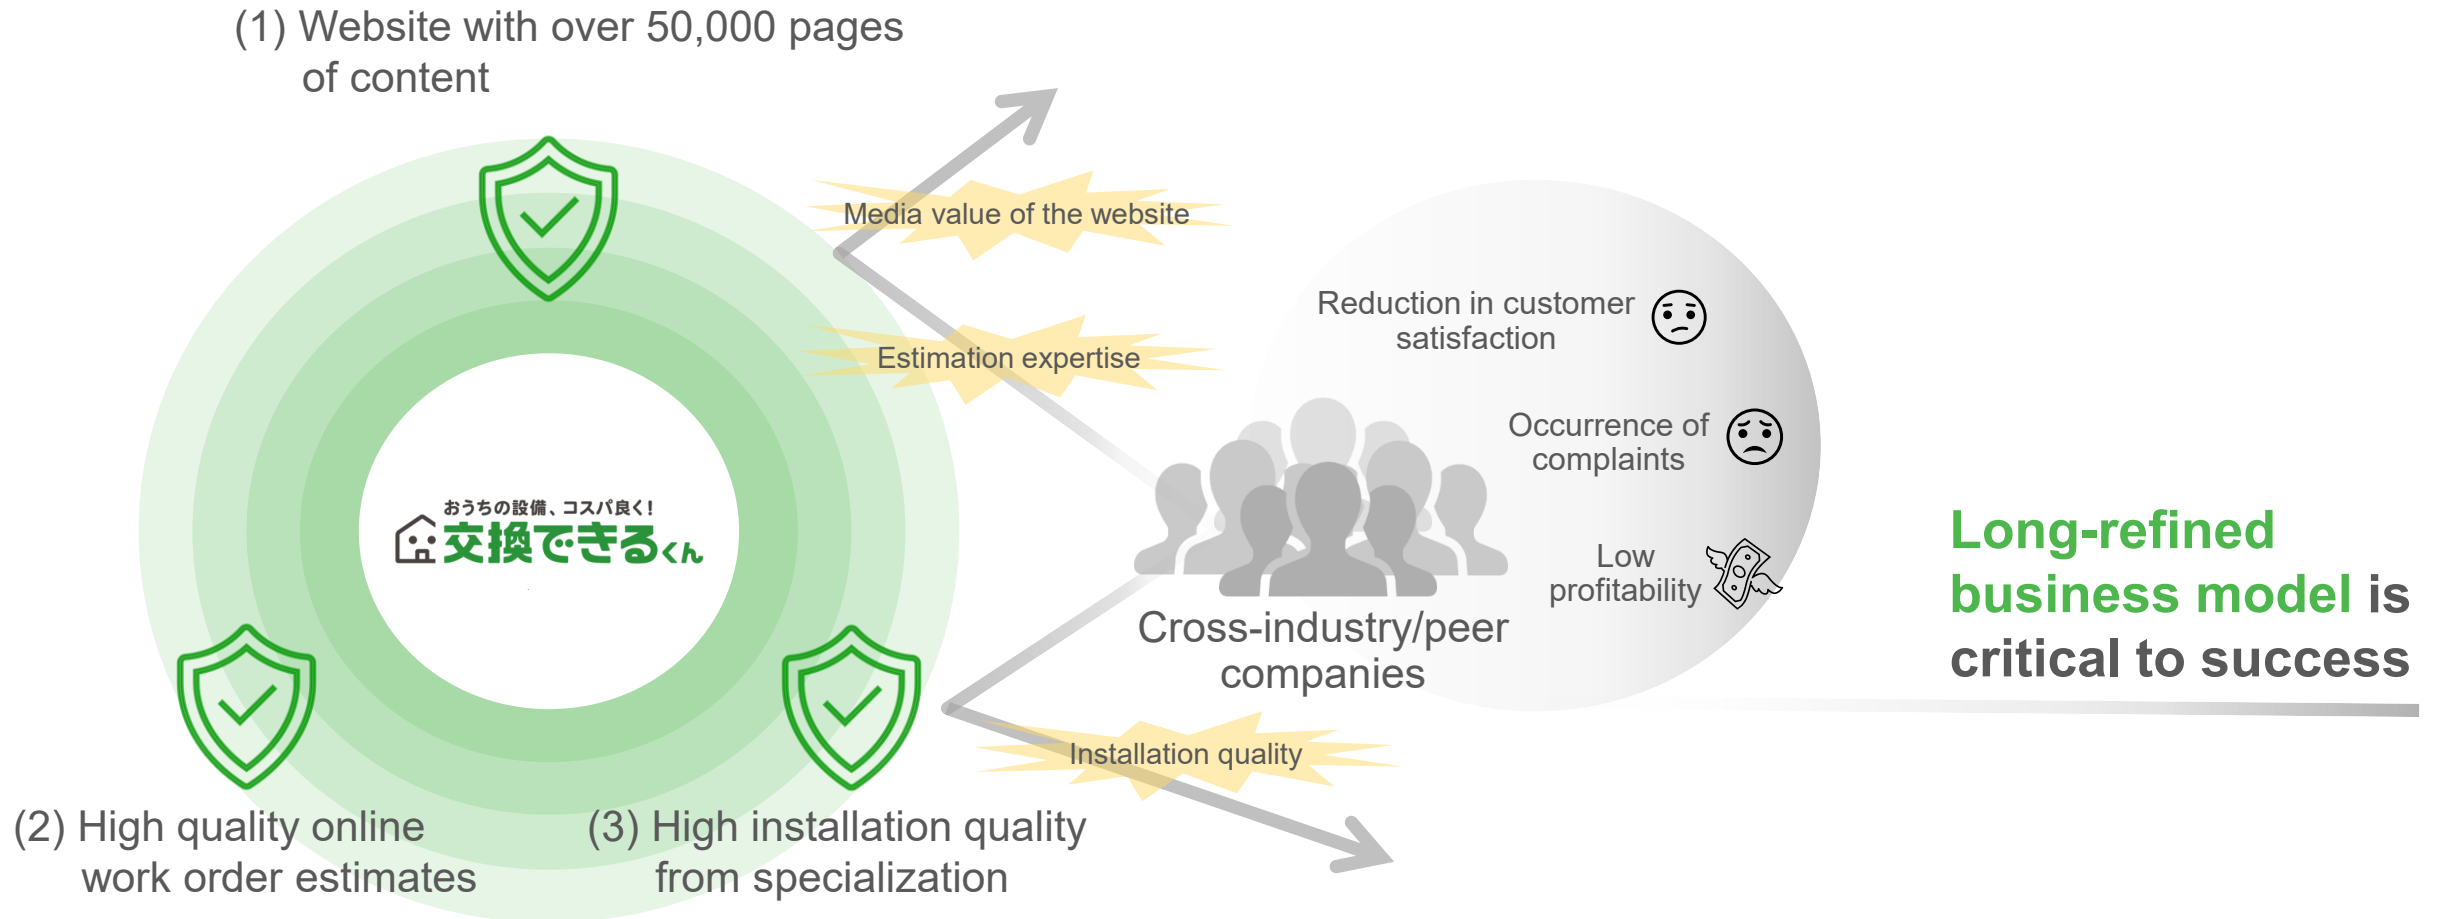 (1) Website with over 50,000 pages
of content
Media value of the website
Estimation expertise
Reduction in customer
satisfaction
Occurrence of
complaints
Low
profitability
おうちの設備、コスパ良く!
交換できるくん
Cross-industry/peer
companies
Long-refined
business model is
critical to success
Installation quality
(2) High quality online
work order estimates
(3) High installation quality
from specialization